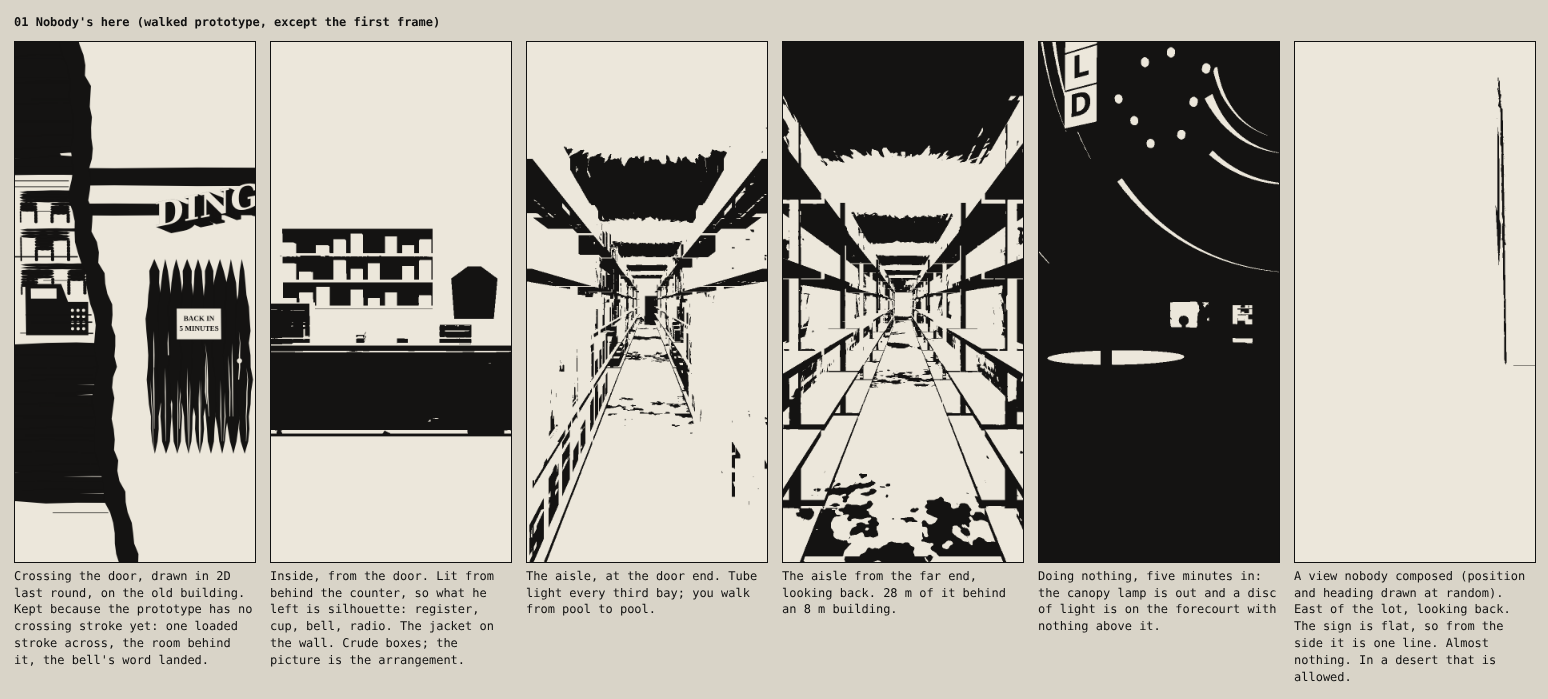 01 Nobody's here (walked prototype, except the first frame)
DING
BACK IN
5 MINUTES
L
D
Crossing the door, drawn in 2D
last round, on the old building.
Kept because the prototype has no
crossing stroke yet: one loaded
stroke across, the room behind
it, the bell's word landed.
Inside, from the door. Lit from
behind the counter, so what he
left is silhouette: register,
cup, bell, radio. The jacket on
the wall. Crude boxes; the
picture is the arrangement.
The aisle, at the door end. Tube
light every third bay; you walk
from pool to pool.
The aisle from the far end,
looking back. 28 m of it behind
an 8 m building.
Doing nothing, five minutes in:
the canopy lamp is out and a disc
of light is on the forecourt with
nothing above it.
A view nobody composed (position
and heading drawn at random).
East of the lot, looking back.
The sign is flat, so from the
side it is one line. Almost
nothing. In a desert that is
allowed.